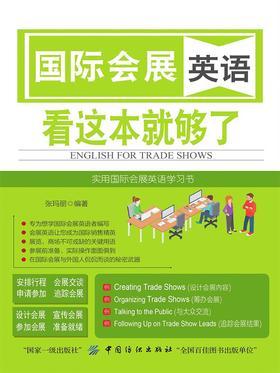 国际会展英语
看这本就够了
ENGLISH FOR TRADE SHOWS
实用国际会展英语学习书
张玛丽 ◎ 编著
专为想学国际会展英语者编写
会展英语让您成为国际销售精英
展览、商场不可或缺的关键用语
参展前准备，实际操作面面俱到
在国际会展与外国人侃侃而谈的秘密武器
安排行程 会展交谈
申请参加 追踪会展
设计会展 宣传会展
参加会展 准备就绪
Creating Trade Shows (设计会展内容)
Organizing Trade Shows (筹办会展)
Talking to the Public (与大众交流)
Following Up on Trade Show Leads (追踪会展结果)
“国家一级出版社” 中国纺织出版社 “全国百佳图书出版单位”